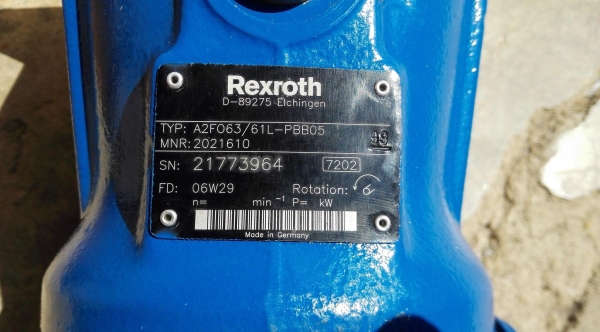 Rexroth
D-89275 Elchingen
TYP: A2FO63/61L-PBB05
MNR: 2021610
99
SN: 21773964 7202
FD: 06W29 Rotation:
n= min⁻¹ P= kW
Made in Germany